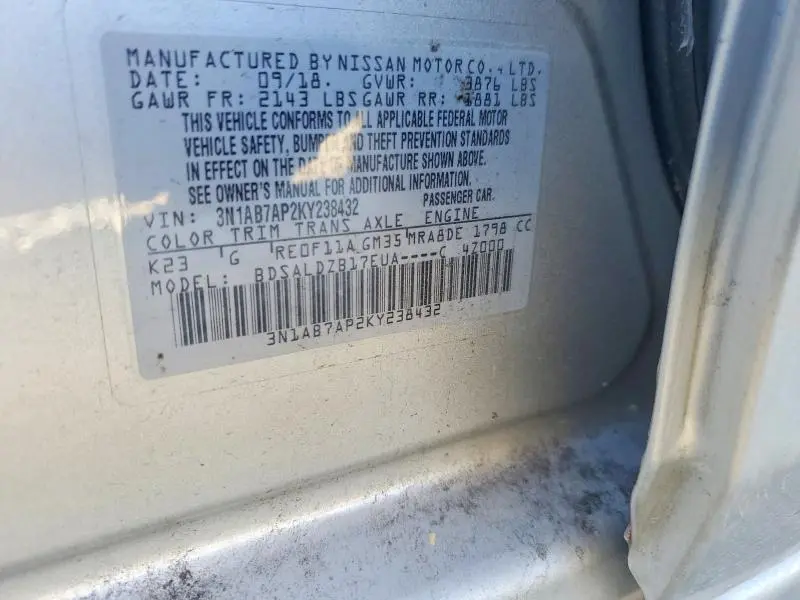 MANUFACTURED BY NISSAN MOTOR CO., LTD.
DATE: 09/18. GVWR: 3876 LBS
GAWR FR: 2143 LBS GAWR RR: 1881 LBS
THIS VEHICLE CONFORMS TO ALL APPLICABLE FEDERAL MOTOR
VEHICLE SAFETY, BUMPER AND THEFT PREVENTION STANDARDS
IN EFFECT ON THE DATE OF MANUFACTURE SHOWN ABOVE.
SEE OWNER'S MANUAL FOR ADDITIONAL INFORMATION.
PASSENGER CAR.
VIN: 3N1AB7AP2KY238432
COLOR TRIM TRANS AXLE ENGINE
K23 G RE0F11A GM35 MRA8DE 1798 CC
MODEL: BDSALDZB17EUA----C 4Z000
3N1AB7AP2KY238432